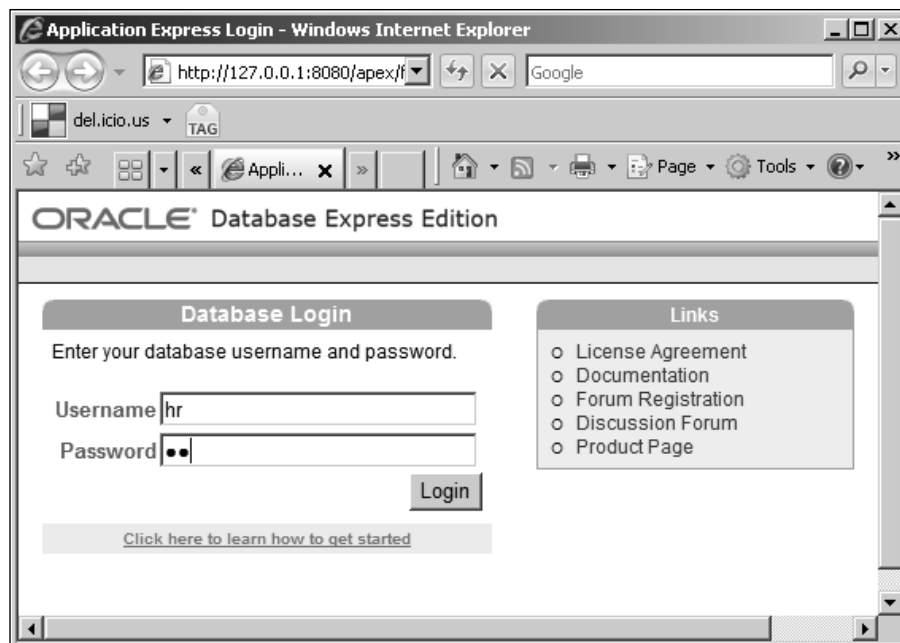 Application Express Login - Windows Internet Explorer
http://127.0.0.1:8080/apex/f
Google
del.icio.us
TAG
Appli...
Page
Tools
ORACLE Database Express Edition
Database Login
Enter your database username and password.
Username hr
Password ●●
Login
Click here to learn how to get started
Links
License Agreement
Documentation
Forum Registration
Discussion Forum
Product Page